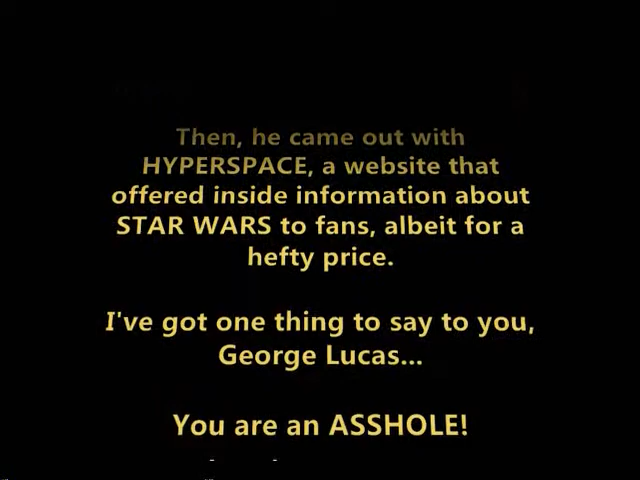 Then, he came out with
HYPERSPACE, a website that
offered inside information about
STAR WARS to fans, albeit for a
hefty price.
I've got one thing to say to you,
George Lucas...
You are an ASSHOLE!